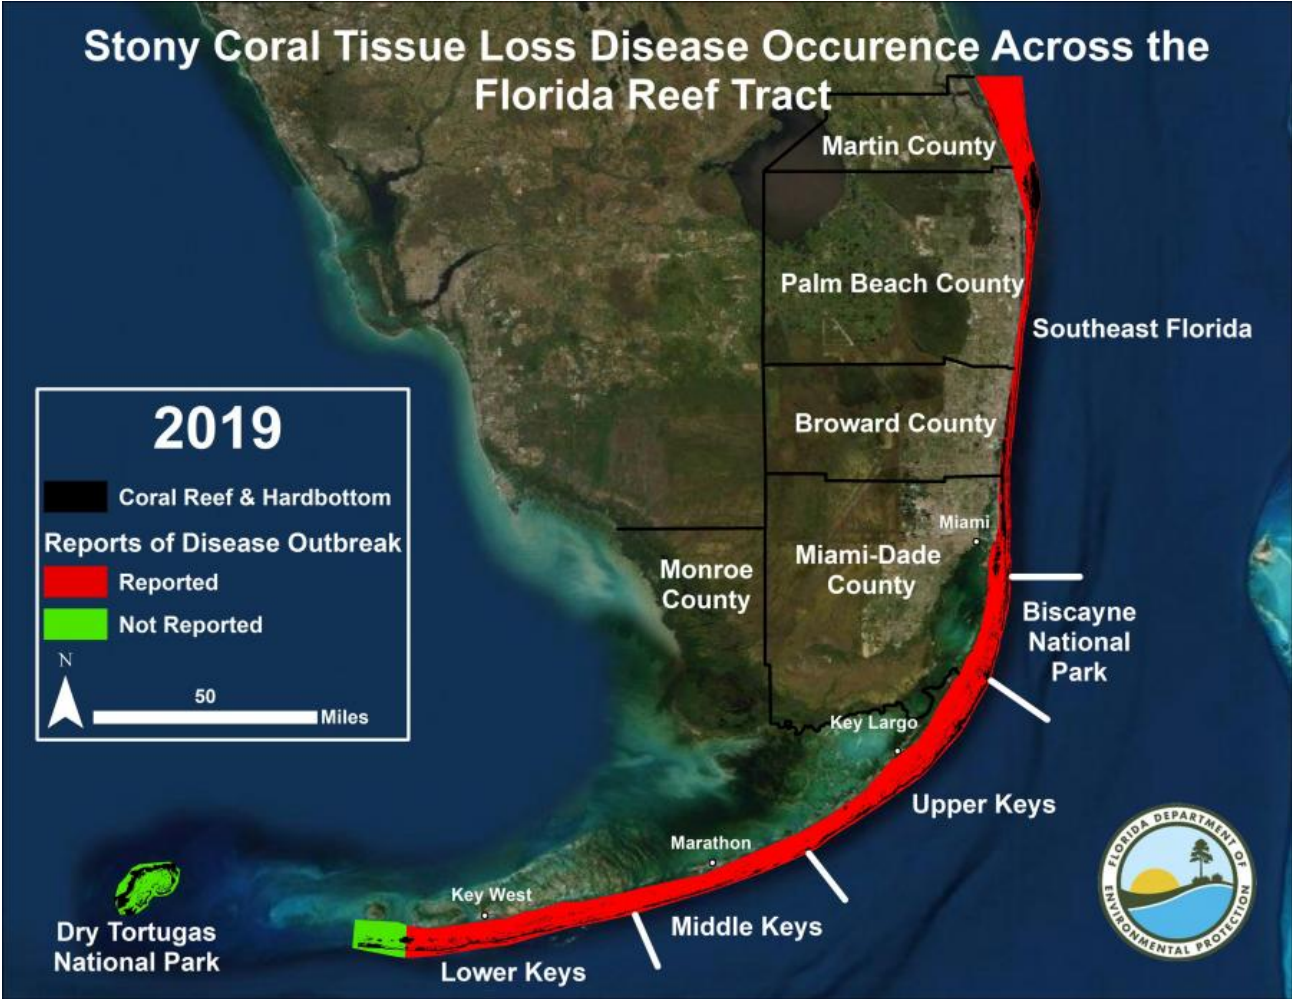 Stony Coral Tissue Loss Disease Occurence Across the
Florida Reef Tract
Martin County
Palm Beach County
Southeast Florida
2019
Coral Reef & Hardbottom
Reports of Disease Outbreak
Reported
Not Reported
N
50
Miles
Broward County
Miami
Miami-Dade
County
Monroe
County
Biscayne
National
Park
Key Largo
Upper Keys
Marathon
Middle Keys
Key West
Lower Keys
Dry Tortugas
National Park
FLORIDA DEPARTMENT OF
ENVIRONMENTAL PROTECTION